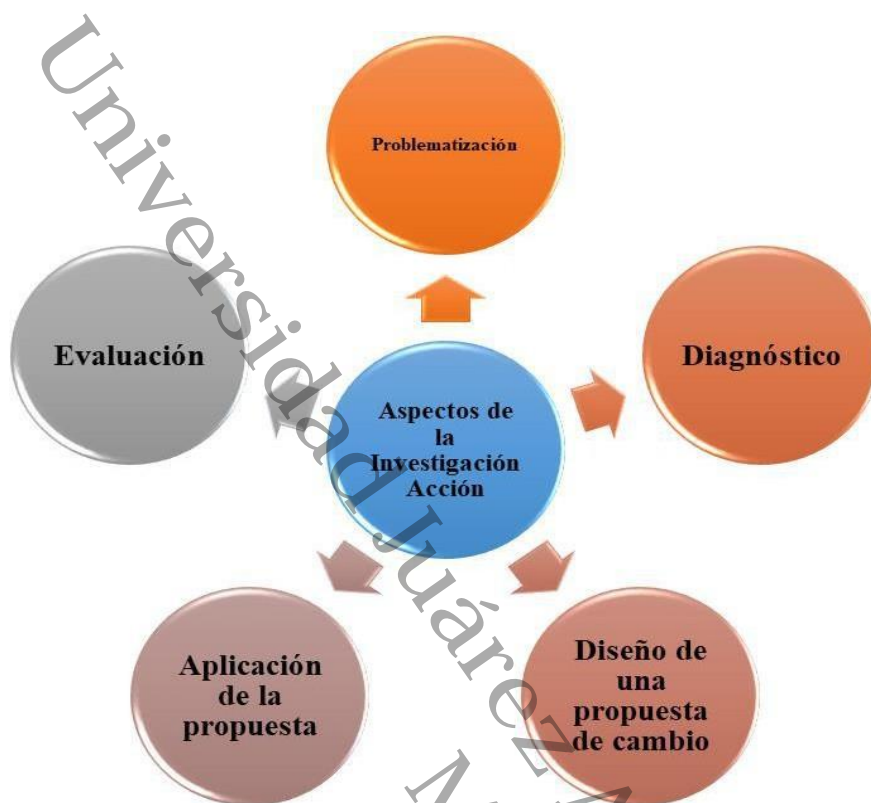 Problematización
Diagnóstico
Diseño de
una
propuesta
de cambio
Aplicación
de la
propuesta
Evaluación
Aspectos de
la
Investigación
Acción
Universidad Juárez